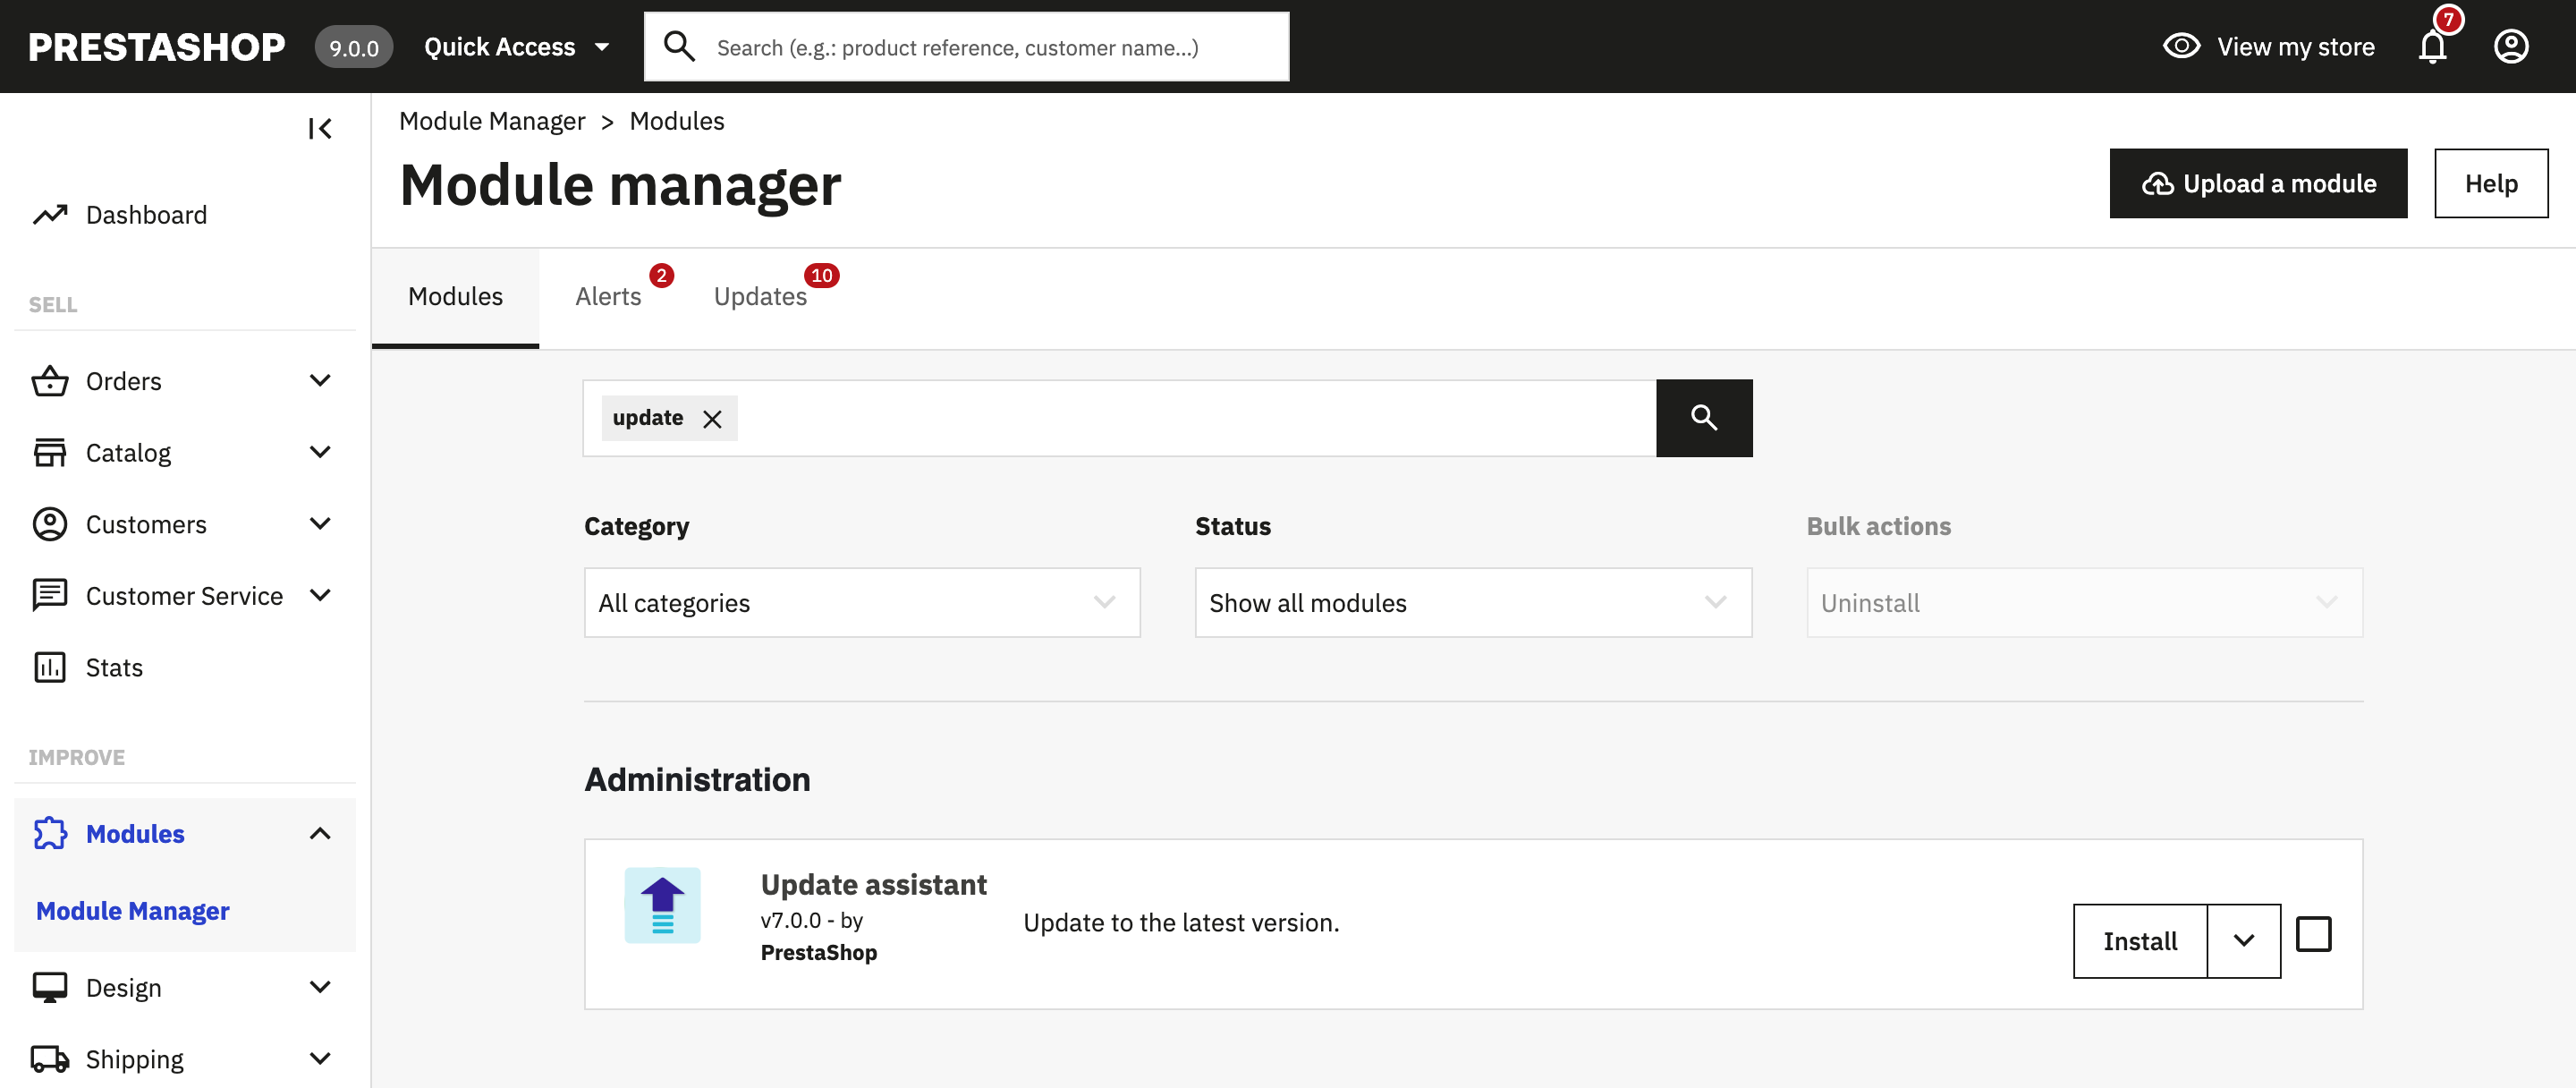 PRESTASHOP
9.0.0
Quick Access
Search (e.g.: product reference, customer name...)
View my store
7
Dashboard
SELL
Orders
Catalog
Customers
Customer Service
Stats
IMPROVE
Modules
Module Manager
Design
Shipping
Module Manager > Modules
Module manager
Upload a module
Help
Modules
Alerts 2
Updates 10
update
Category
Status
Bulk actions
All categories
Show all modules
Uninstall
Administration
Update assistant
v7.0.0 - by
PrestaShop
Update to the latest version.
Install